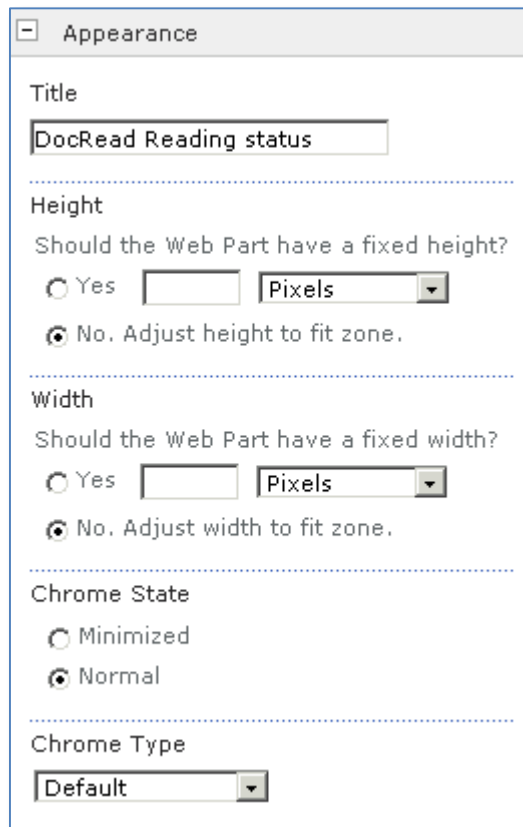 Appearance
Title
DocRead Reading status
Height
Should the Web Part have a fixed height?
Yes Pixels
No. Adjust height to fit zone.
Width
Should the Web Part have a fixed width?
Yes Pixels
No. Adjust width to fit zone.
Chrome State
Minimized
Normal
Chrome Type
Default